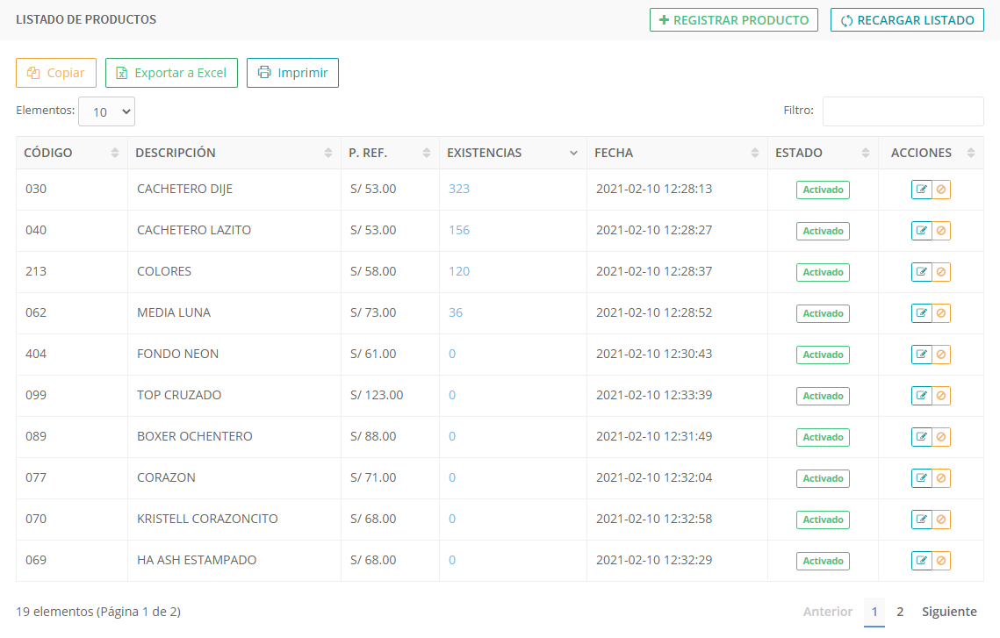 LISTADO DE PRODUCTOS REGISTRAR PRODUCTO RECARGAR LISTADO
Copiar Exportar a Excel Imprimir
Elementos: 10 Filtro:
CÓDIGO DESCRIPCIÓN P. REF. EXISTENCIAS FECHA ESTADO ACCIONES
030 CACHETERO DIJE S/ 53.00 323 2021-02-10 12:28:13 Activado
040 CACHETERO LAZITO S/ 53.00 156 2021-02-10 12:28:27 Activado
213 COLORES S/ 58.00 120 2021-02-10 12:28:37 Activado
062 MEDIA LUNA S/ 73.00 36 2021-02-10 12:28:52 Activado
404 FONDO NEON S/ 61.00 0 2021-02-10 12:30:43 Activado
099 TOP CRUZADO S/ 123.00 0 2021-02-10 12:33:39 Activado
089 BOXER OCHENTERO S/ 88.00 0 2021-02-10 12:31:49 Activado
077 CORAZON S/ 71.00 0 2021-02-10 12:32:04 Activado
070 KRISTELL CORAZONCITO S/ 68.00 0 2021-02-10 12:32:58 Activado
069 HA ASH ESTAMPADO S/ 68.00 0 2021-02-10 12:32:29 Activado
19 elementos (Página 1 de 2) Anterior 1 2 Siguiente